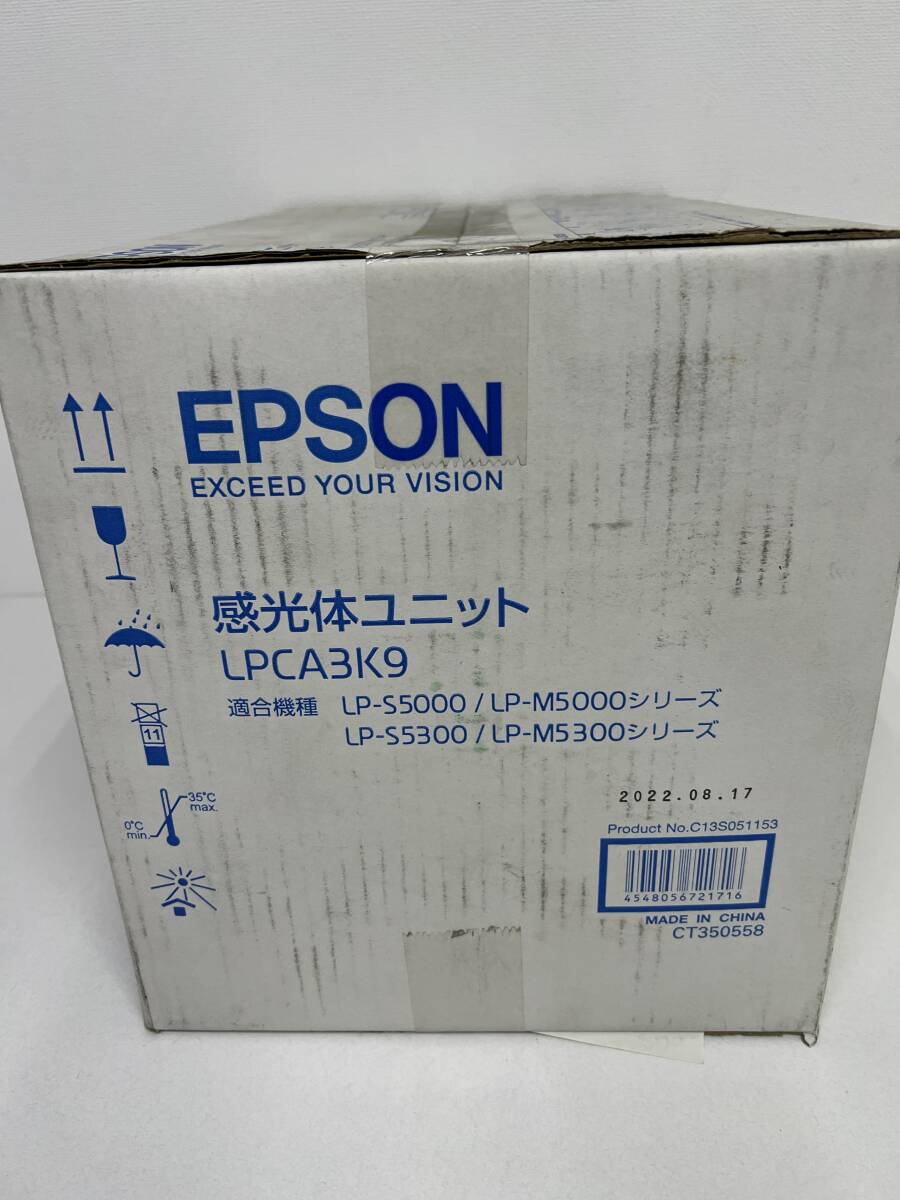 EPSON
EXCEED YOUR VISION
感光体ユニット
LPCA3K9
適合機種 LP-S5000 / LP-M5000シリーズ
LP-S5300 / LP-M5300シリーズ
11
35°C
max.
0°C
min.
2022.08.17
Product No.C13S051153
4548056721716
MADE IN CHINA
CT350558